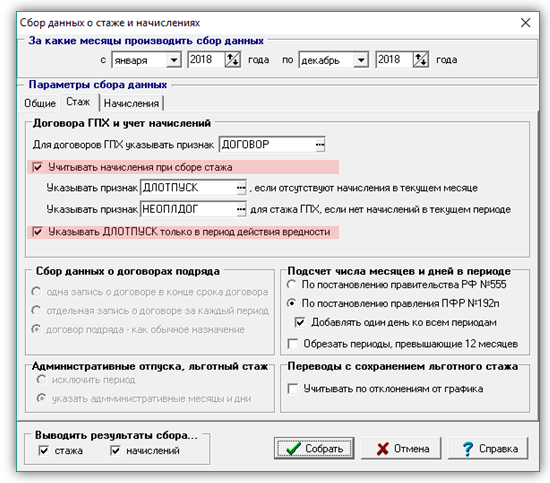 Сбор данных о стаже и начислениях
За какие месяцы производить сбор данных
с января 2018 года по декабрь 2018 года
Параметры сбора данных
Общие Стаж Начисления
Договора ГПХ и учет начислений
Для договоров ГПХ указывать признак ДОГОВОР ...
Учитывать начисления при сборе стажа
Указывать признак ДЛОТПУСК ... , если отсутствуют начисления в текущем месяце
Указывать признак НЕОПЛДОГ ... для стажа ГПХ, если нет начислений в текущем периоде
Указывать ДЛОТПУСК только в период действия вредности
Сбор данных о договорах подряда
одна запись о договоре в конце срока договора
отдельная запись о договоре за каждый период
договор подряда - как обычное назначение
Подсчет числа месяцев и дней в периоде
По постановлению правительства РФ №555
По постановлению правления ПФР №192п
Добавлять один день ко всем периодам
Обрезать периоды, превышающие 12 месяцев
Административные отпуска, льготный стаж
исключить период
указать адмминистративные месяцы и дни
Переводы с сохранением льготного стажа
Учитывать по отклонениям от графика
Выводить результаты сбора...
стажа начислений
Собрать Отмена Справка